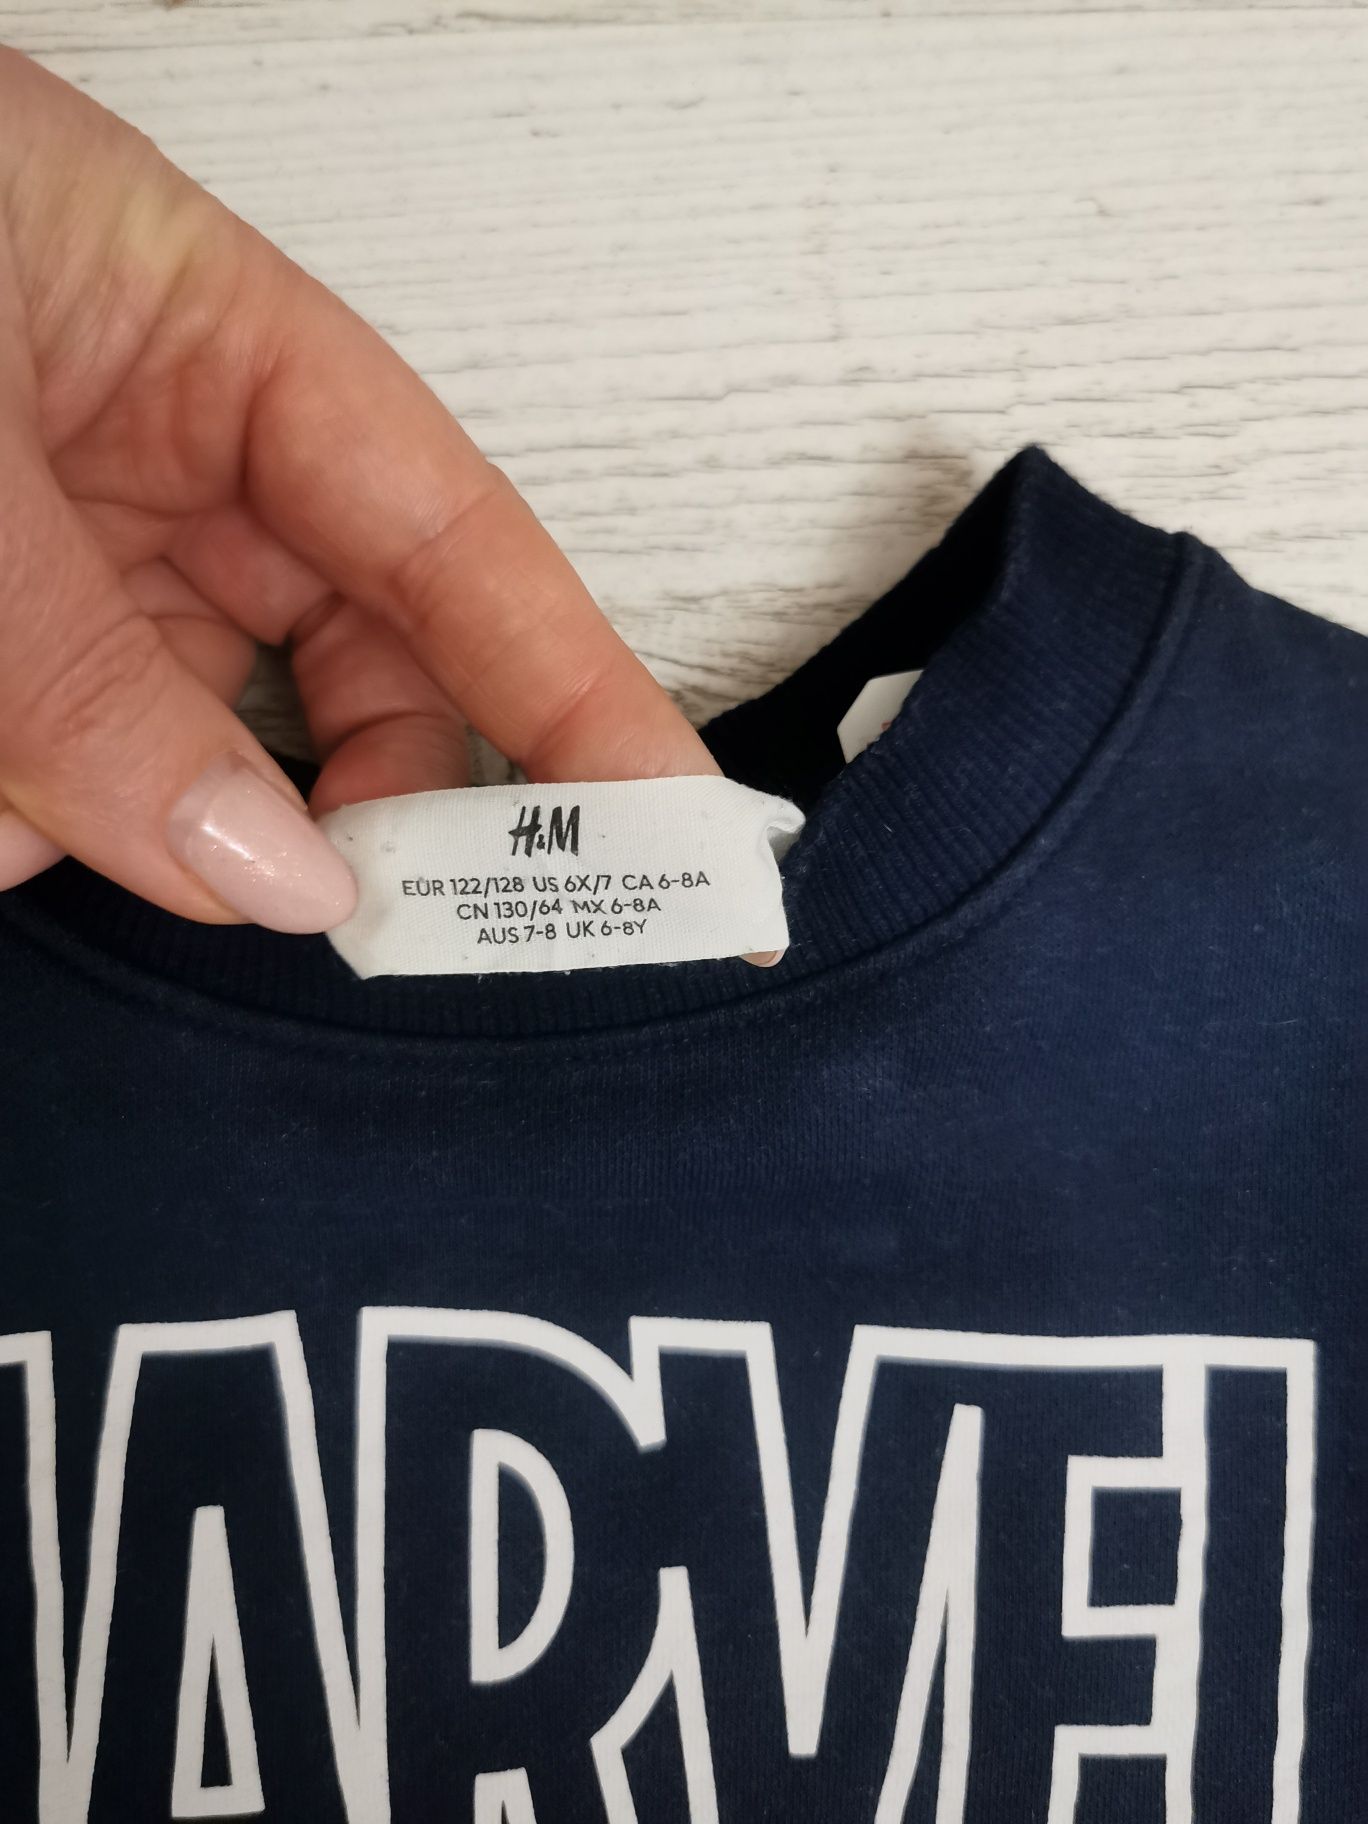 H&M
EUR 122/128 US 6X/7 CA 6-8A
CN 130/64 MX 6-8A
AUS 7-8 UK 6-8Y
MARVEL